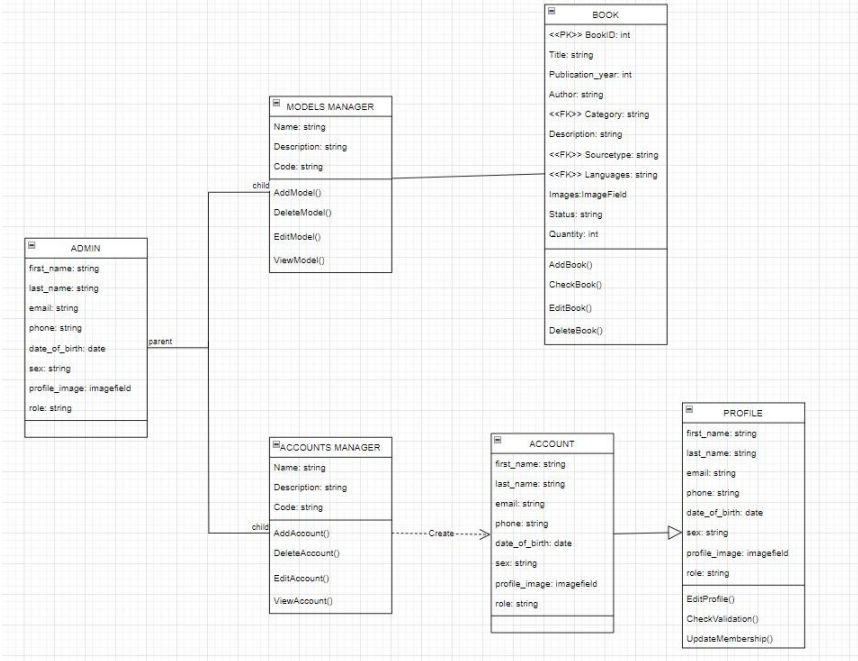 BOOK
<<PK>> BookID: int
Title: string
Publication_year: int
Author: string
<<FK>> Category: string
Description: string
<<FK>> Sourcetype: string
<<FK>> Languages: string
Images:ImageField
Status: string
Quantity: int
AddBook()
CheckBook()
EditBook()
DeleteBook()
MODELS MANAGER
Name: string
Description: string
Code: string
child
AddModel()
DeleteModel()
EditModel()
ViewModel()
ADMIN
first_name: string
last_name: string
email: string
phone: string
date_of_birth: date
sex: string
profile_image: imagefield
role: string
parent
ACCOUNTS MANAGER
Name: string
Description: string
Code: string
child
AddAccount()
DeleteAccount()
EditAccount()
ViewAccount()
Create
ACCOUNT
first_name: string
last_name: string
email: string
phone: string
date_of_birth: date
sex: string
profile_image: imagefield
role: string
PROFILE
first_name: string
last_name: string
email: string
phone: string
date_of_birth: date
sex: string
profile_image: imagefield
role: string
EditProfile()
CheckValidation()
UpdateMembership()